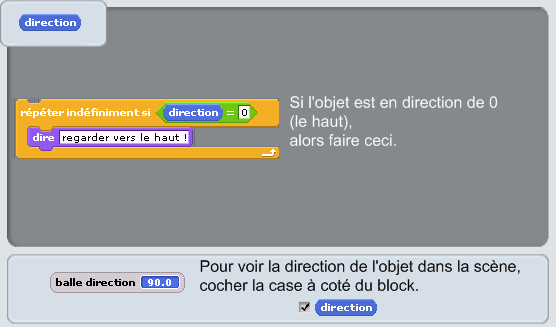 direction
répéter indéfiniment si direction = 0
dire regarder vers le haut !
Si l'objet est en direction de 0
(le haut),
alors faire ceci.
balle direction 90.0
Pour voir la direction de l'objet dans la scène,
cocher la case à coté du block.
direction